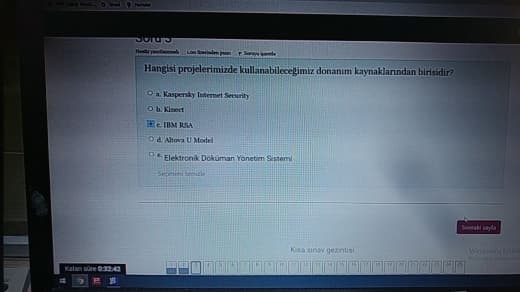 Soru 3
Hangisi projelerimizde kullanabileceğimiz donanım kaynaklarından birisidir?
a. Kaspersky Internet Security
b. Kinect
c. IBM RSA
d. Altova U Model
e. Elektronik Doküman Yönetim Sistemi
Seçimimi temizle
Sonraki sayfa
Kısa sınav gezintisi
Kalan süre 0:32:42